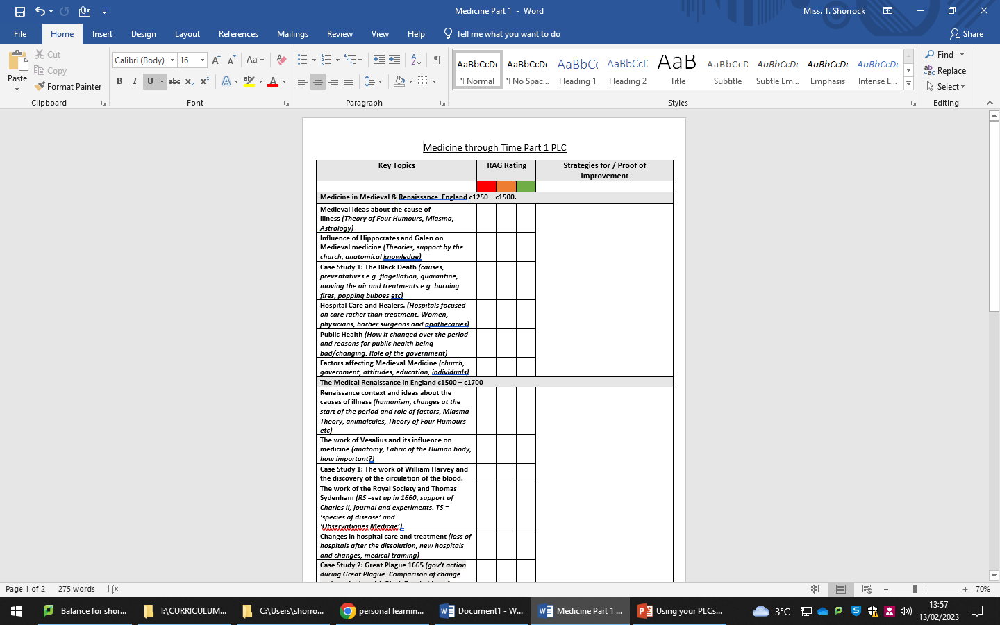 Medicine Part 1 - Word
Miss. T. Shorrock
File Home Insert Design Layout References Mailings Review View Help Tell me what you want to do Share
Paste
Cut
Copy
Format Painter
Clipboard
Calibri (Body) 16
Aa
B I U abc X₂ X² A aby A
Font
Paragraph
AaBbCcDc AaBbCcDc AaBbCc AaBbCcD AaB AaBbCcD AaBbCcDc AaBbCcDc AaBbCcDc
¶ Normal ¶ No Spac... Heading 1 Heading 2 Title Subtitle Subtle Em... Emphasis Intense E...
Styles
Find
Replace
Select
Editing
Medicine through Time Part 1 PLC
Key Topics
RAG Rating
Strategies for / Proof of
Improvement
Medicine in Medieval & Renaissance England c1250 – c1500.
Medieval Ideas about the cause of
illness (Theory of Four Humours, Miasma,
Astrology)
Influence of Hippocrates and Galen on
Medieval medicine (Theories, support by the
church, anatomical knowledge)
Case Study 1: The Black Death (causes,
preventatives e.g. flagellation, quarantine,
moving the air and treatments e.g. burning
fires, popping buboes etc)
Hospital Care and Healers. (Hospitals focused
on care rather than treatment. Women,
physicians, barber surgeons and apothecaries)
Public Health (How it changed over the period
and reasons for public health being
bad/changing. Role of the government)
Factors affecting Medieval Medicine (church,
government, attitudes, education, individuals)
The Medical Renaissance in England c1500 – c1700
Renaissance context and ideas about the
causes of illness (humanism, changes at the
start of the period and role of factors, Miasma
Theory, animalcules, Theory of Four Humours
etc)
The work of Vesalius and its influence on
medicine (anatomy, Fabric of the Human body,
how important?)
Case Study 1: The work of William Harvey and
the discovery of the circulation of the blood.
The work of the Royal Society and Thomas
Sydenham (RS =set up in 1660, support of
Charles II, journal and experiments. TS =
‘species of disease’ and
‘Observationes Medicae’).
Changes in hospital care and treatment (loss of
hospitals after the dissolution, new hospitals
and changes, medical training)
Case Study 2: Great Plague 1665 (gov’t action
during Great Plague. Comparison of change
Page 1 of 2 275 words
70%
Balance for shor...
I:\CURRICULUM...
C:\Users\shorro...
personal learnin...
Document1 - W...
Medicine Part 1 ...
Using your PLCs...
3°C
13:57
13/02/2023